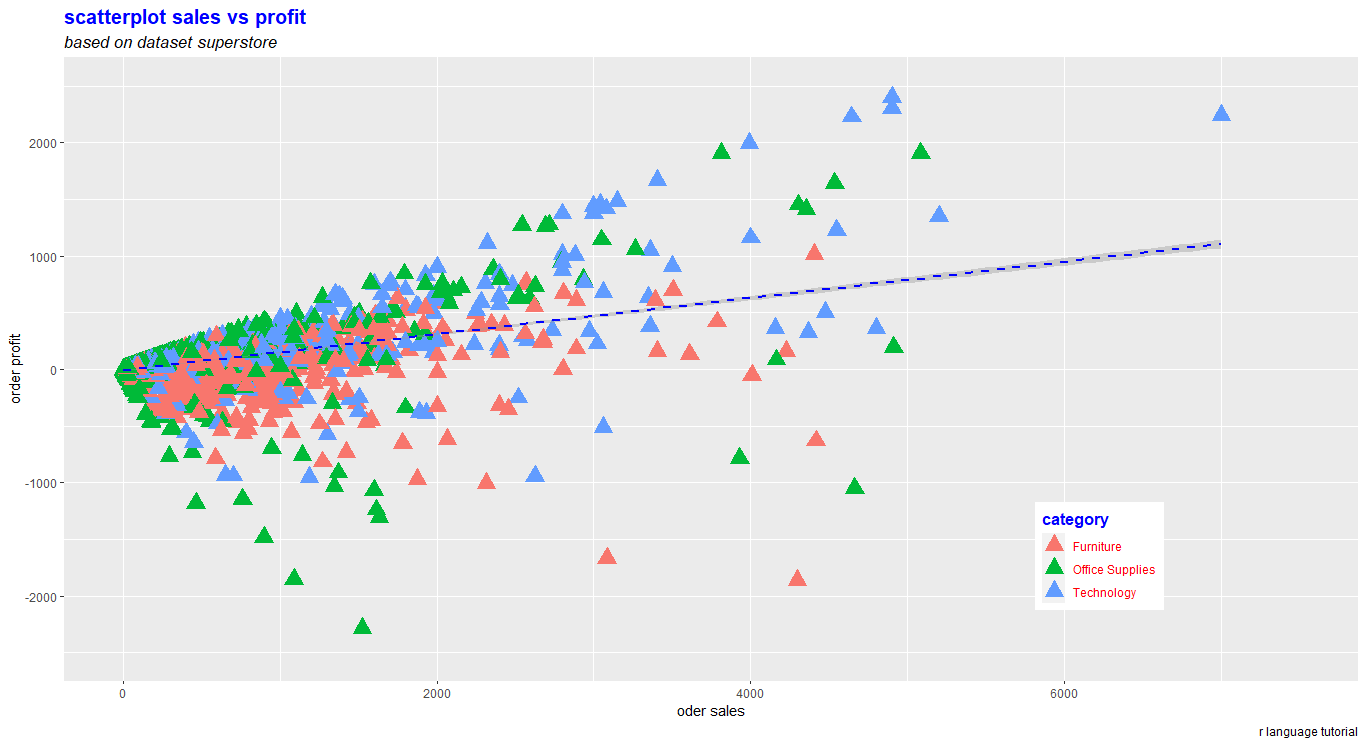 scatterplot sales vs profit
based on dataset superstore
order profit
2000
1000
0
-1000
-2000
category
Furniture
Office Supplies
Technology
0
2000
4000
6000
oder sales
r language tutorial